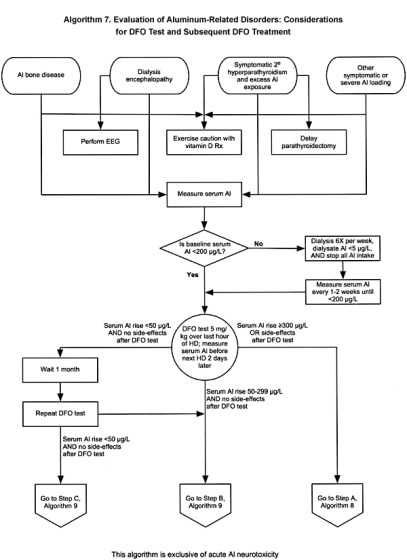 Algorithm 7. Evaluation of Aluminum-Related Disorders: Considerations
for DFO Test and Subsequent DFO Treatment
Al bone disease
Dialysis
encephalopathy
Symptomatic 2º
hyperparathyroidism
and excess Al
exposure
Other
symptomatic or
severe Al loading
Perform EEG
Exercise caution with
vitamin D Rx
Delay
parathyroidectomy
Measure serum Al
Is baseline serum
Al <200 µg/L?
No
Dialysis 6X per week,
dialysate Al <5 µg/L,
AND stop all Al intake
Yes
Measure serum Al
every 1-2 weeks until
<200 µg/L
Serum Al rise <50 µg/L
AND no side-effects
after DFO test
DFO test 5 mg/
kg over last hour
of HD; measure
serum Al before
next HD 2 days
later
Serum Al rise ≥300 µg/L
OR side-effects
after DFO test
Wait 1 month
Serum Al rise 50-299 µg/L
AND no side-effects
after DFO test
Repeat DFO test
Serum Al rise <50 µg/L
AND no side-effects
after DFO test
Go to Step C,
Algorithm 9
Go to Step B,
Algorithm 9
Go to Step A,
Algorithm 8
This algorithm is exclusive of acute Al neurotoxicity